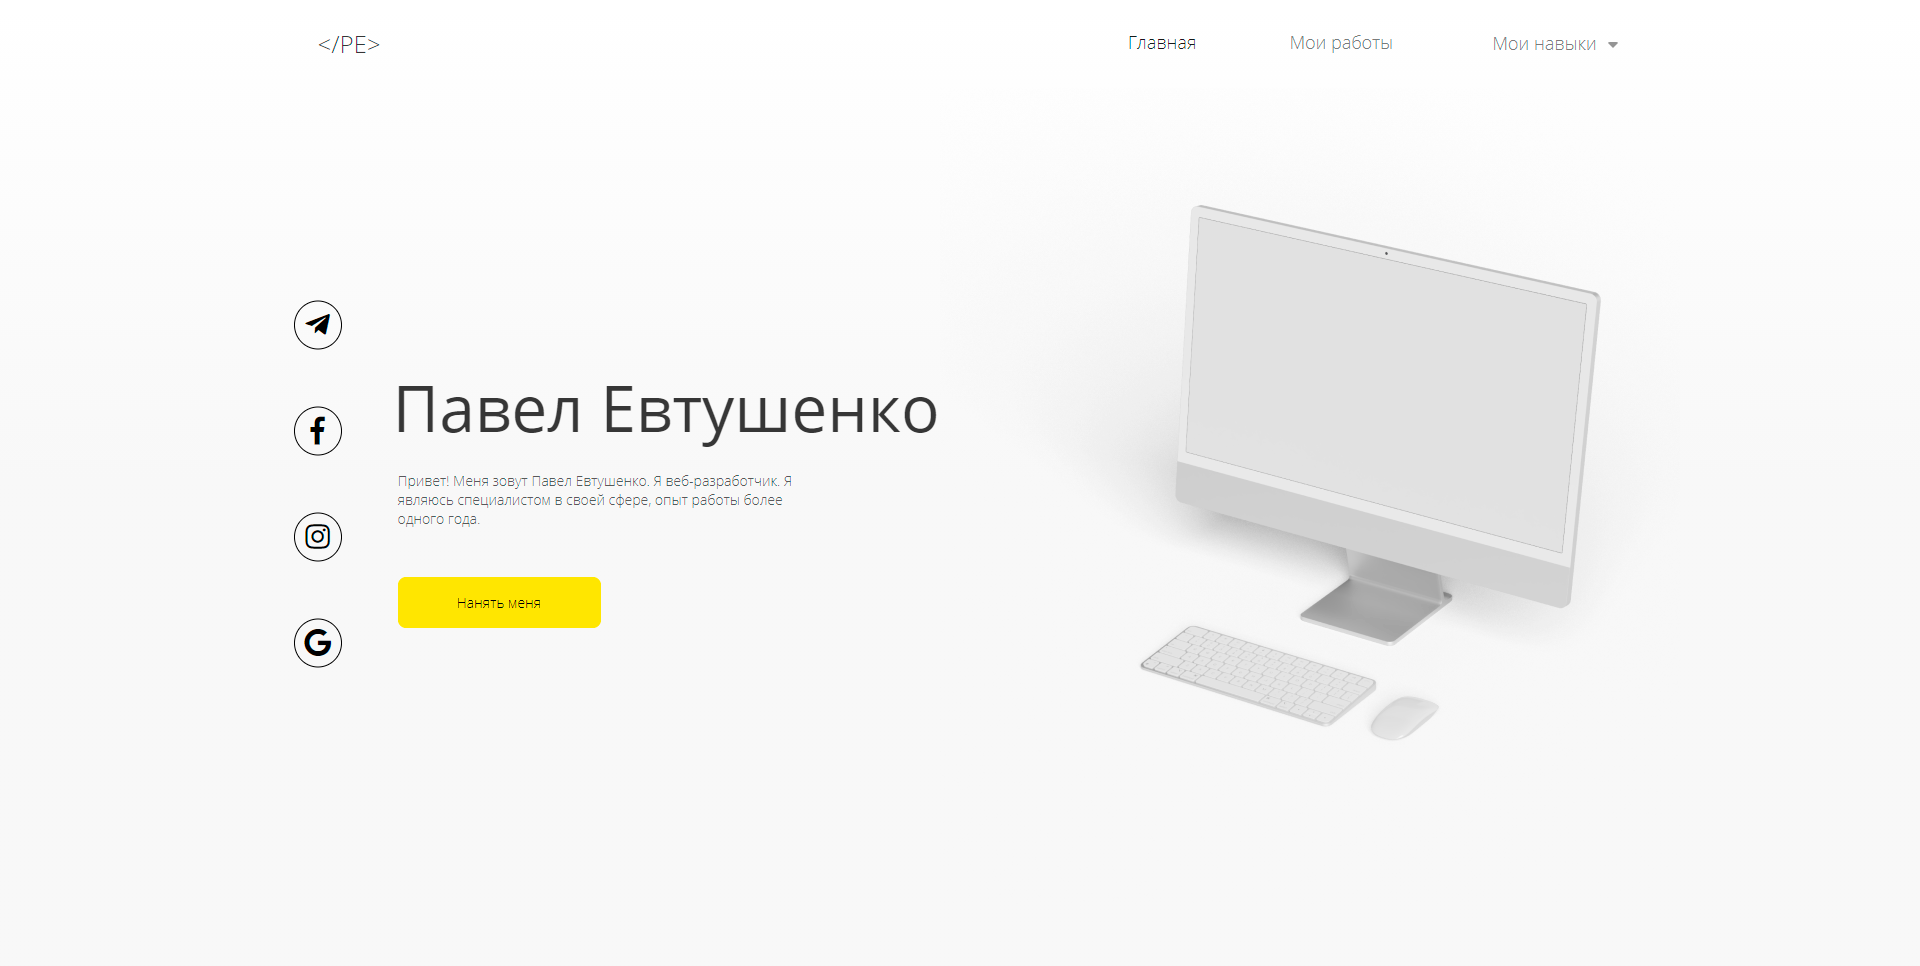 </PE>
Главная
Мои работы
Мои навыки
Павел Евтушенко
Привет! Меня зовут Павел Евтушенко. Я веб-разработчик. Я
являюсь специалистом в своей сфере, опыт работы более
одного года.
Нанять меня